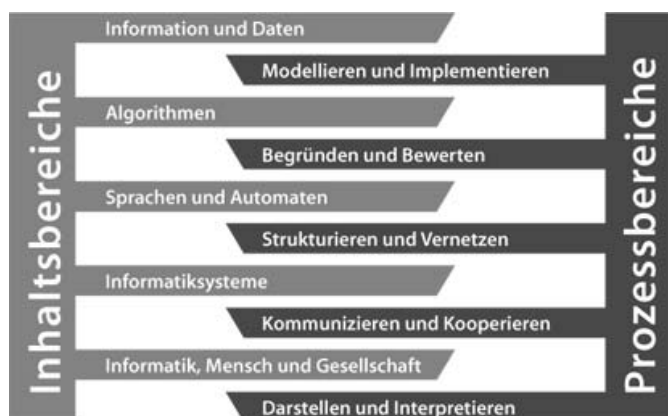 Inhaltsbereiche
Information und Daten
Modellieren und Implementieren
Algorithmen
Begründen und Bewerten
Sprachen und Automaten
Strukturieren und Vernetzen
Informatiksysteme
Kommunizieren und Kooperieren
Informatik, Mensch und Gesellschaft
Darstellen und Interpretieren
Prozessbereiche